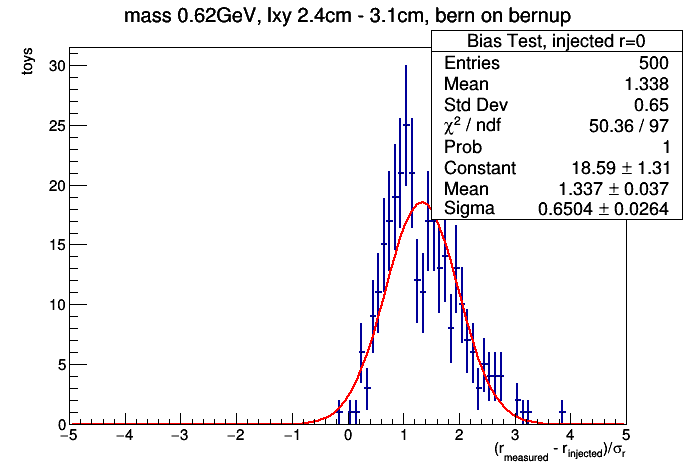 mass 0.62GeV, lxy 2.4cm - 3.1cm, bern on bernup
Bias Test, injected r=0
Entries 500
Mean 1.338
Std Dev 0.65
χ² / ndf 50.36 / 97
Prob 1
Constant 18.59 ± 1.31
Mean 1.337 ± 0.037
Sigma 0.6504 ± 0.0264
toys
30
25
20
15
10
5
0
−5 −4 −3 −2 −1 0 1 2 3 4 5
(r_measured - r_injected)/σ_r